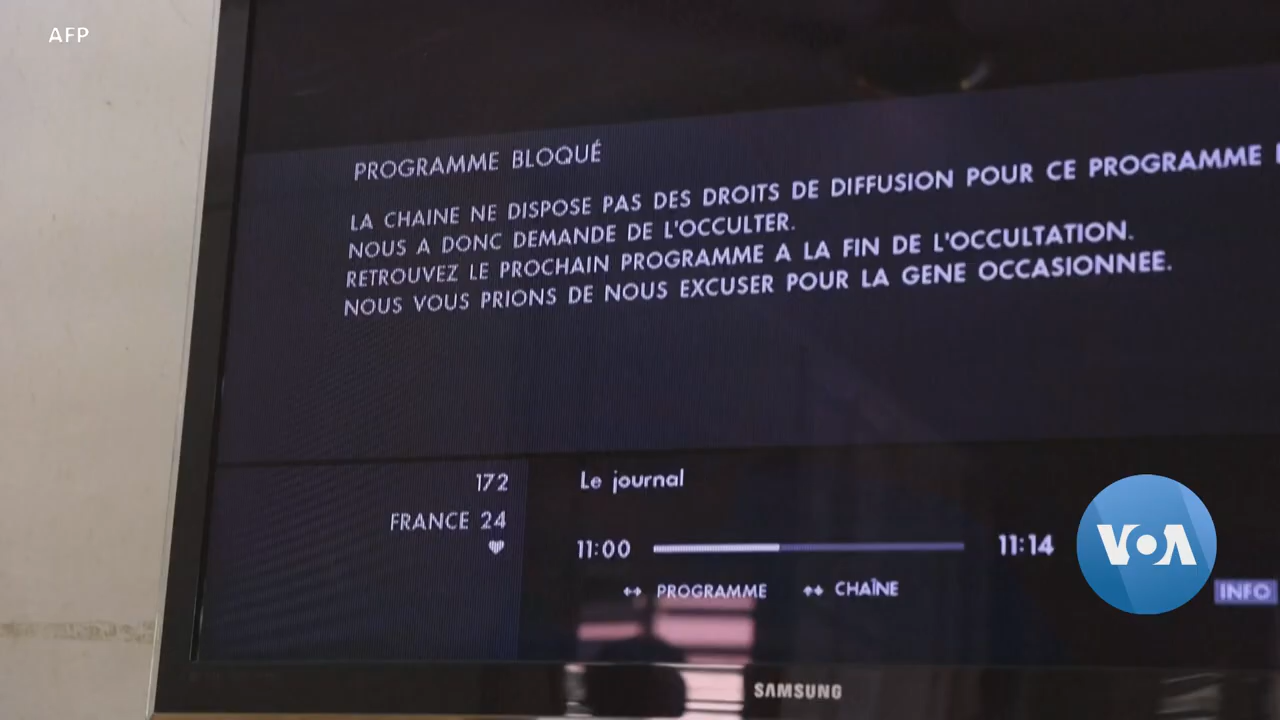 AFP
PROGRAMME BLOQUÉ
LA CHAINE NE DISPOSE PAS DES DROITS DE DIFFUSION POUR CE PROGRAMME
NOUS A DONC DEMANDE DE L'OCCULTER.
RETROUVEZ LE PROCHAIN PROGRAMME A LA FIN DE L'OCCULTATION.
NOUS VOUS PRIONS DE NOUS EXCUSER POUR LA GENE OCCASIONNEE.
172
Le journal
FRANCE 24
11:00
11:14
PROGRAMME
CHAÎNE
INFO
VOA
SAMSUNG